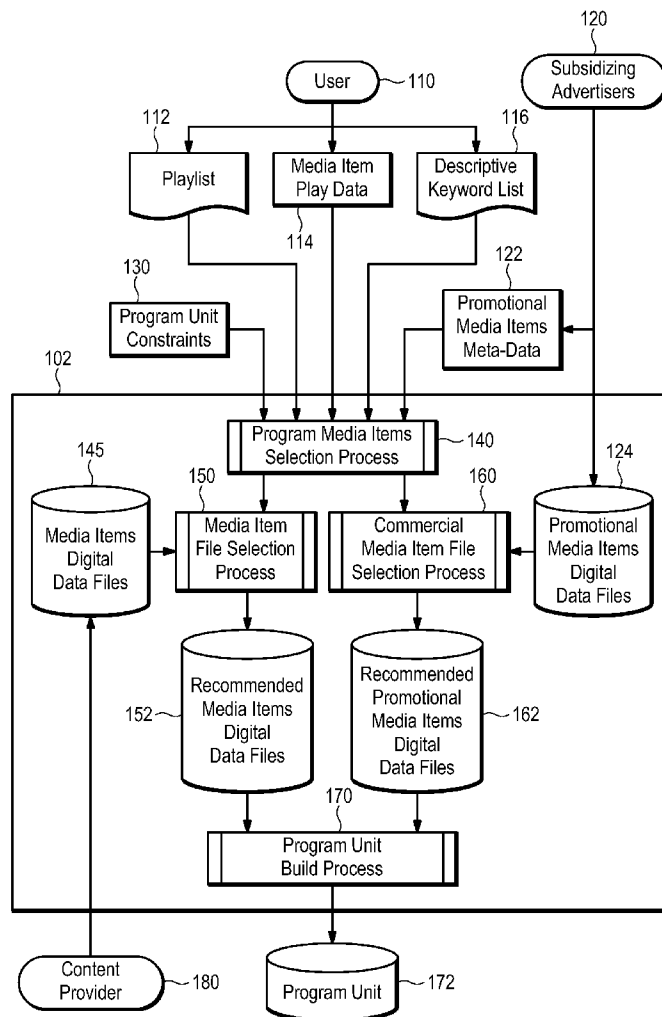 120
User
110
Subsidizing
Advertisers
112
116
Playlist
Media Item
Play Data
Descriptive
Keyword List
114
122
130
Program Unit
Constraints
Promotional
Media Items
Meta-Data
102
Program Media Items
Selection Process
140
145
150
160
124
Media Items
Digital
Data Files
Media Item
File Selection
Process
Commercial
Media Item File
Selection Process
Promotional
Media Items
Digital
Data Files
152
Recommended
Media Items
Digital
Data Files
Recommended
Promotional
Media Items
Digital
Data Files
162
170
Program Unit
Build Process
Content
Provider
180
Program Unit
172